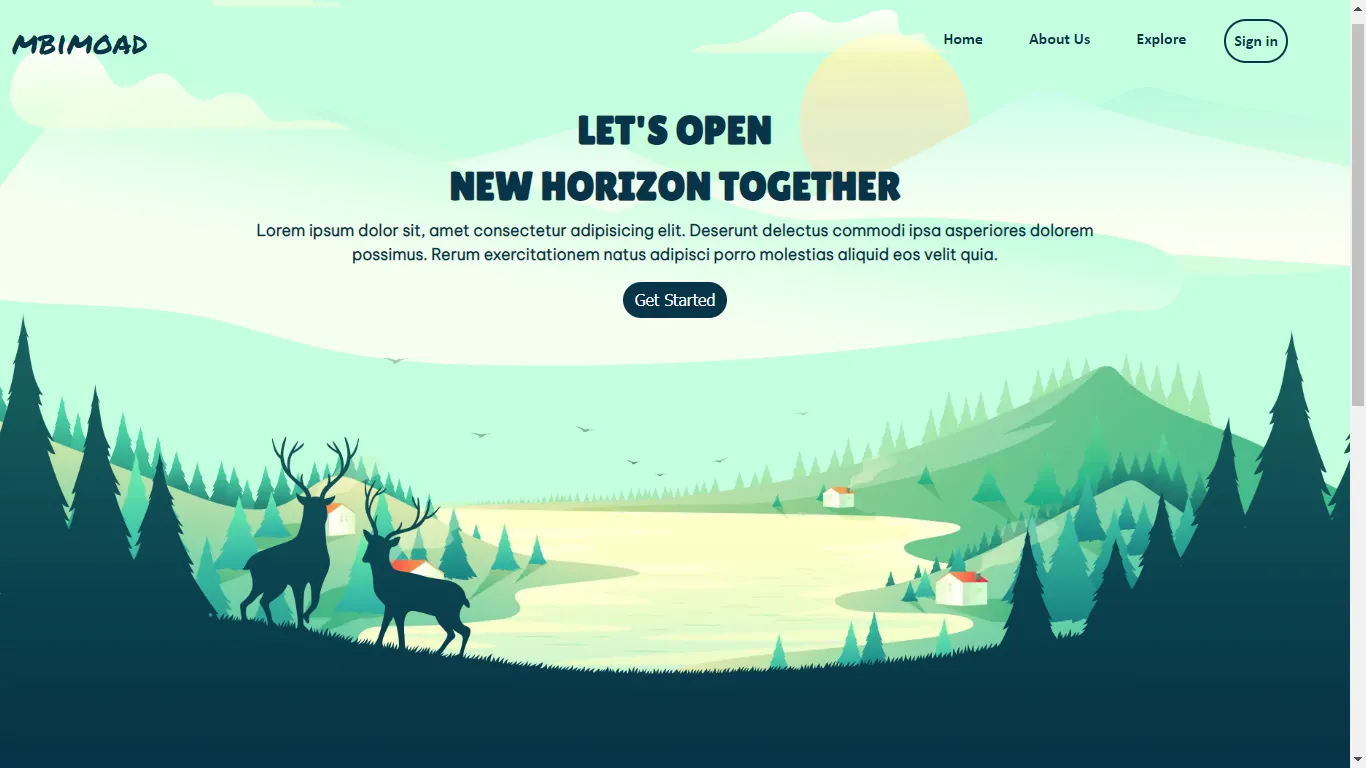 MBIMOAD
Home
About Us
Explore
Sign in
LET'S OPEN
NEW HORIZON TOGETHER
Lorem ipsum dolor sit, amet consectetur adipisicing elit. Deserunt delectus commodi ipsa asperiores dolorem
possimus. Rerum exercitationem natus adipisci porro molestias aliquid eos velit quia.
Get Started